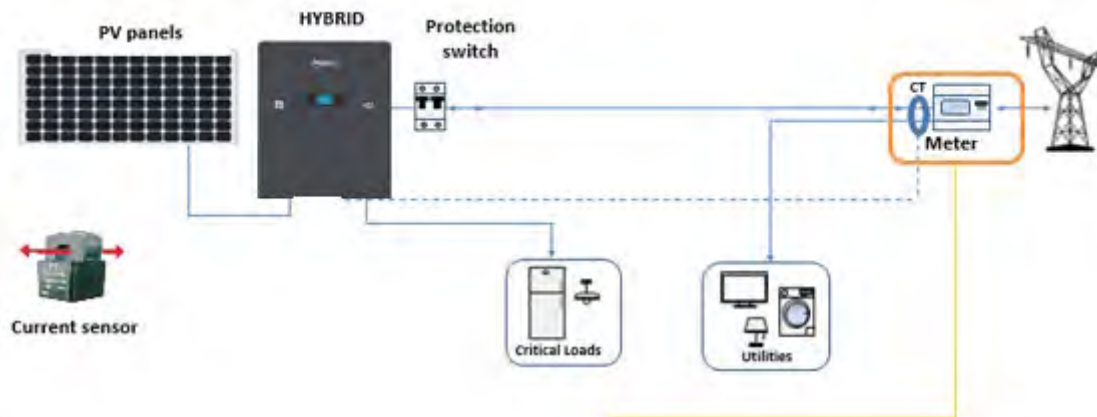 HYBRID
PV panels
Protection
switch
CT
Meter
Current sensor
Critical Loads
Utilities